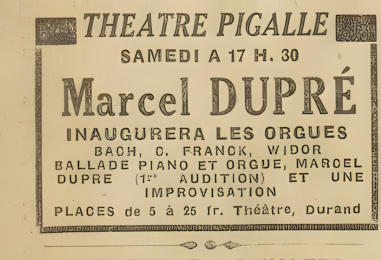 THEATRE PIGALLE
SAMEDI A 17 H. 30
Marcel DUPRÉ
INAUGURERA LES ORGUES
BACH, C. FRANCK, WIDOR
BALLADE PIANO ET ORGUE, MARCEL
DUPRE (1re AUDITION) ET UNE
IMPROVISATION
PLACES de 5 à 25 fr. Théâtre, Durand